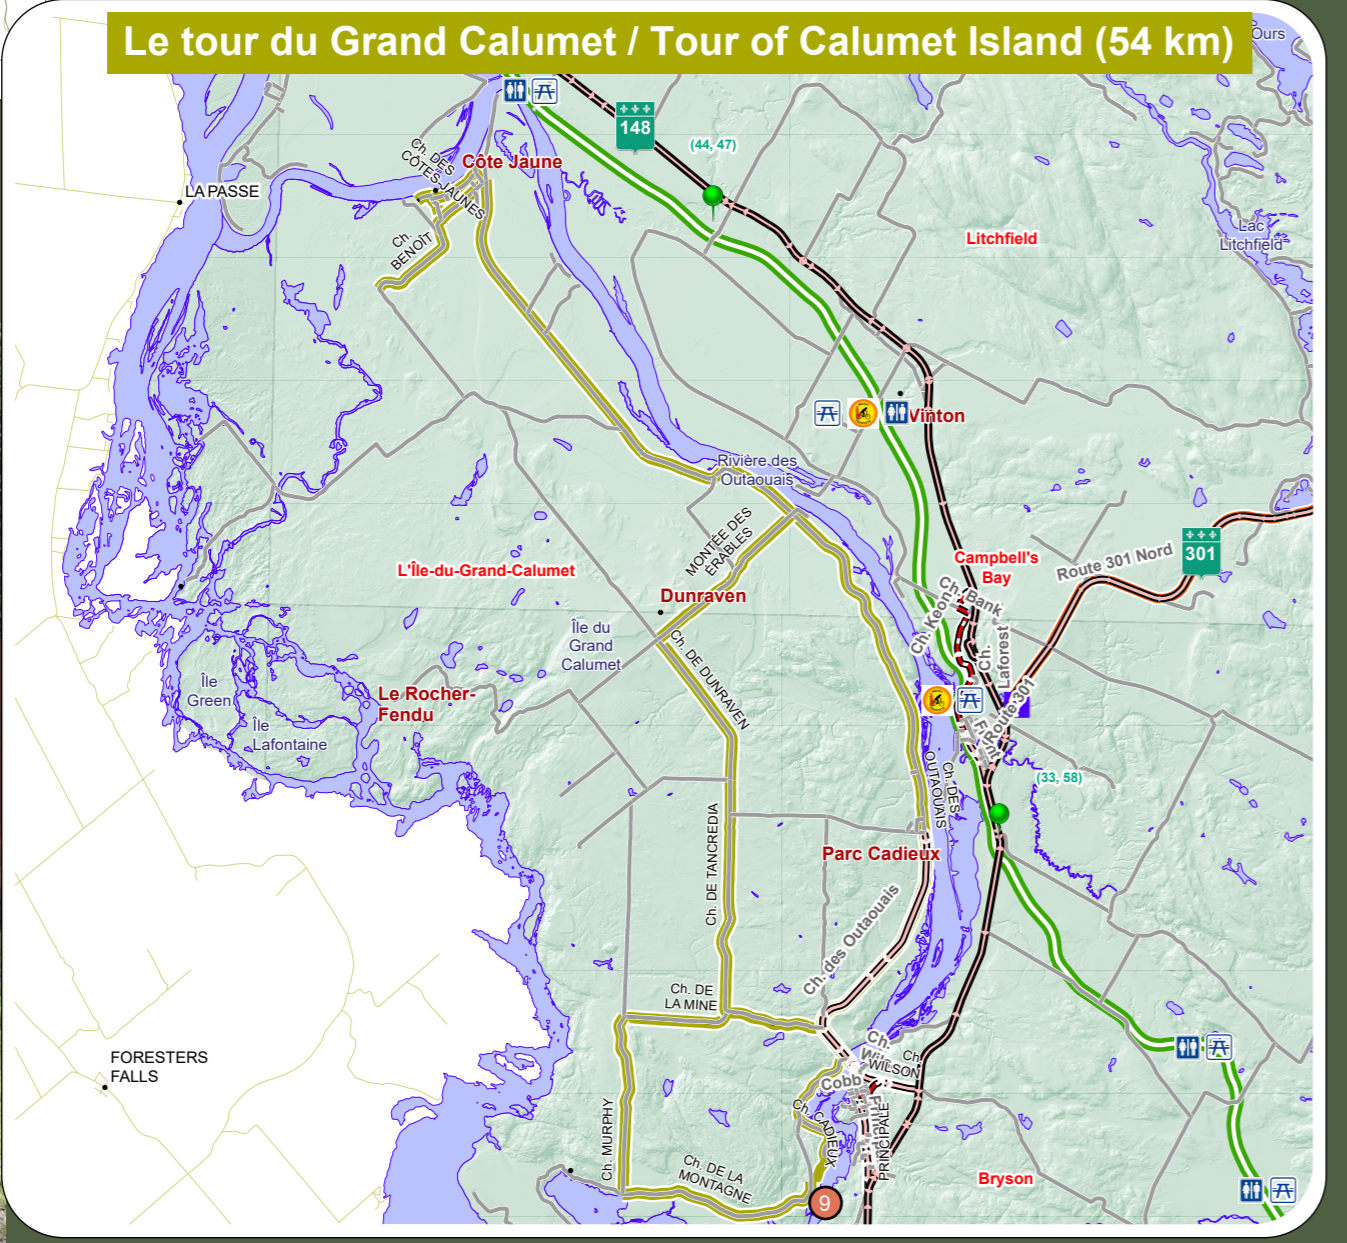 Le tour du Grand Calumet / Tour of Calumet Island (54 km)
Ours
148
(44, 47)
Ch. DES
CÔTES-JAUNES
Côte Jaune
LA PASSE
Ch.
BENOÎT
Litchfield
Lac
Litchfield
Vinton
Rivière des
Outaouais
MONTÉE DES
ÉRABLES
L'Île-du-Grand-Calumet
Campbell's
Bay
Route 301 Nord
301
Ch. Bank
Ch. Keon
Ch.
Laforest
Dunraven
Île du
Grand
Calumet
Ch. DE DUNRAVEN
Île
Green
Île
Lafontaine
Le Rocher-
Fendu
Route 301
Front
(33, 58)
Ch. DES
OUTAOUAIS
Ch. DE TANCREDIA
Parc Cadieux
Ch. des Outaouais
Ch. DE
LA MINE
Ch.
Ch.
WILSON
Cobb
FORESTERS
FALLS
Ch. MURPHY
Ch. CADIEUX
PRINCIPALE
Ch. DE LA
MONTAGNE
Bryson
9